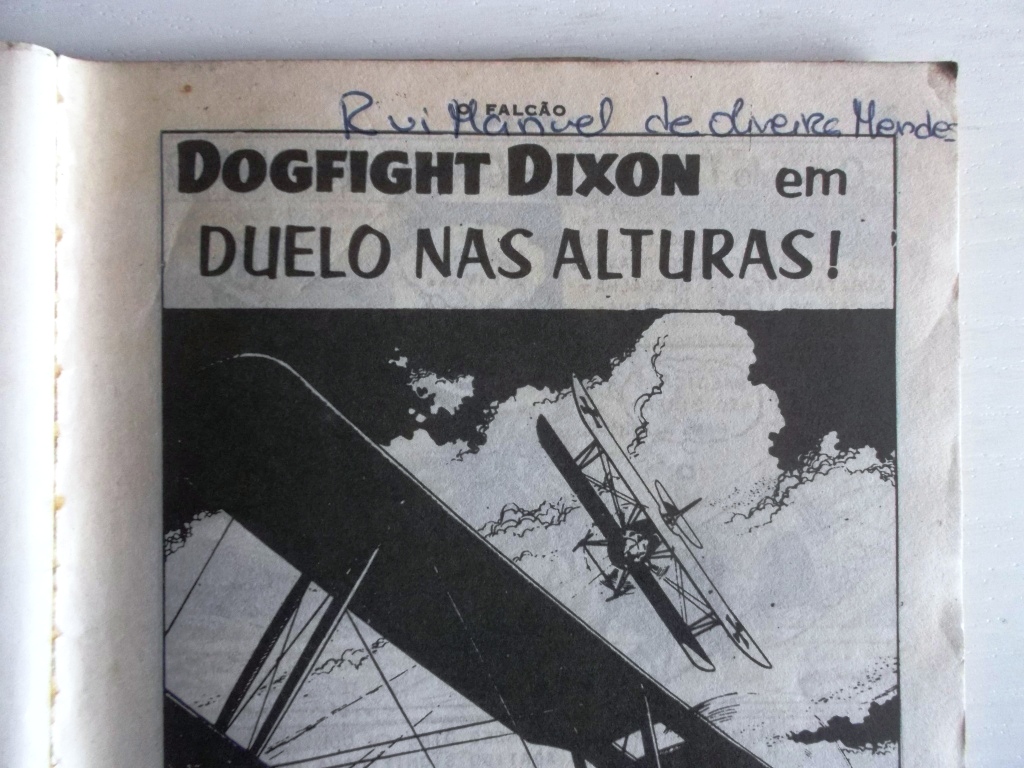 O FALCÃO
Rui Manuel de Oliveira Mendes
DOGFIGHT DIXON em
DUELO NAS ALTURAS!